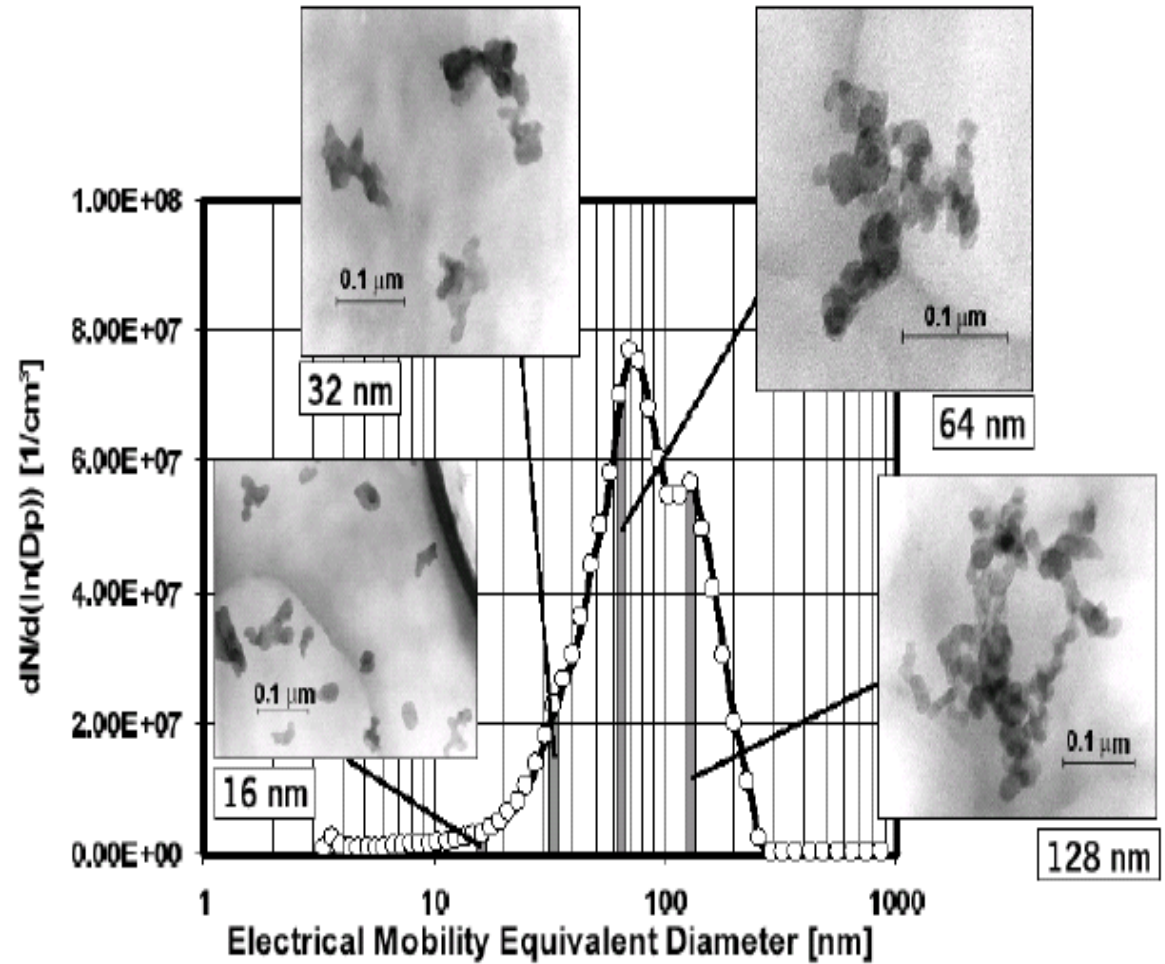 0.1 μm
32 nm
0.1 μm
64 nm
0.1 μm
16 nm
0.1 μm
128 nm
dN/d(ln(Dp)) [1/cm³]
1.00E+08
8.00E+07
6.00E+07
4.00E+07
2.00E+07
0.00E+00
1 10 100 1000
Electrical Mobility Equivalent Diameter [nm]